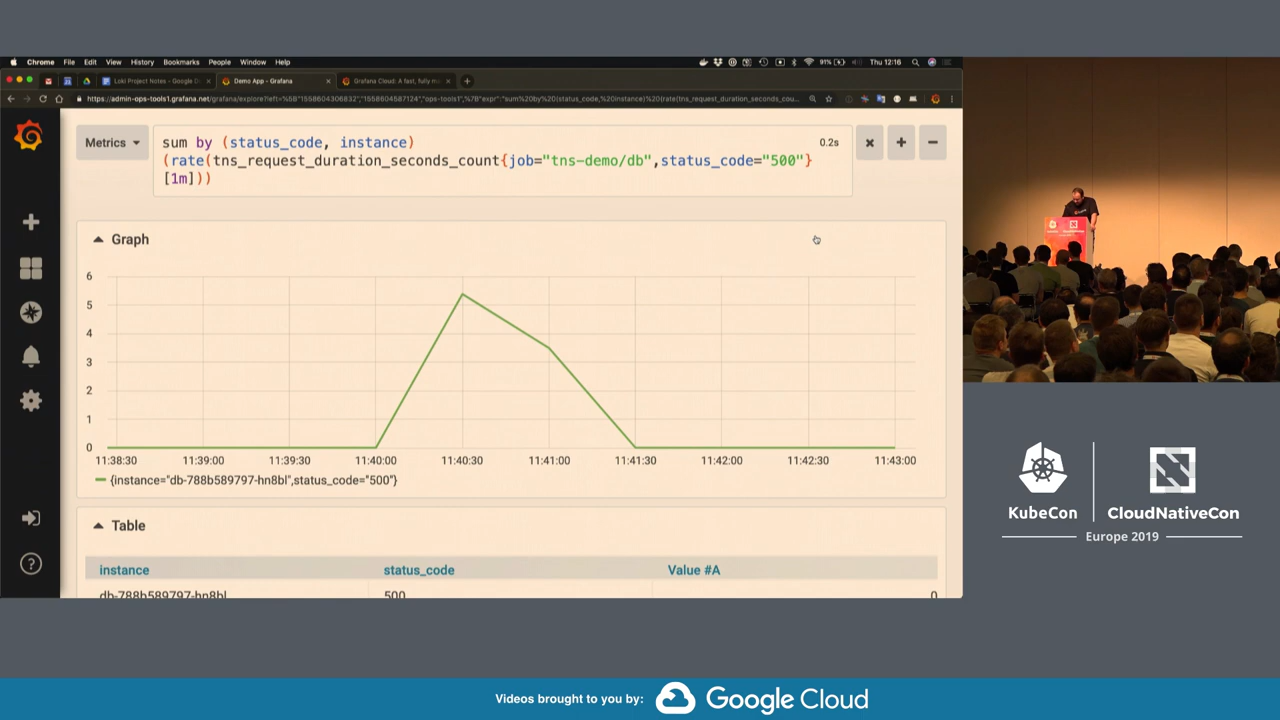 Chrome File Edit View History Bookmarks People Window Help
91% Thu 12:16
Loki Project Notes - Google D
Demo App - Grafana
Grafana Cloud: A fast, fully m
Metrics
sum by (status_code, instance)
(rate(tns_request_duration_seconds_count{job="tns-demo/db",status_code="500"}
[1m]))
0.2s
Graph
6
5
4
3
2
1
0
11:38:30 11:39:00 11:39:30 11:40:00 11:40:30 11:41:00 11:41:30 11:42:00 11:42:30 11:43:00
{instance="db-788b589797-hn8bl",status_code="500"}
Table
instance status_code Value #A
db-788b589797-hn8bl 500 0
KubeCon CloudNativeCon
Europe 2019
Videos brought to you by: Google Cloud